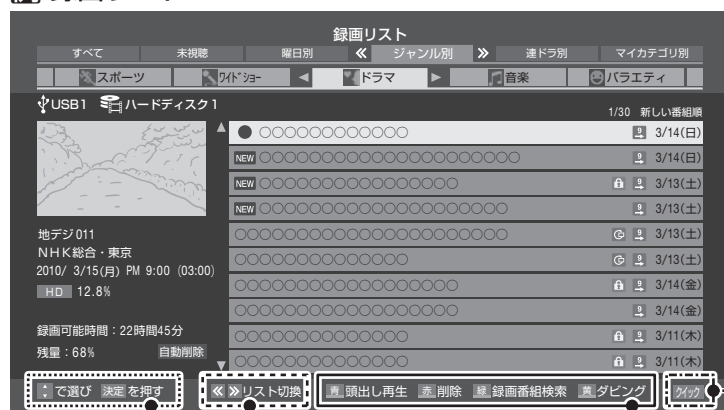 録画リスト
すべて 未視聴 曜日別 ≪ ジャンル別 ≫ 連ドラ別 マイカテゴリ別
スポーツ ワイドショー ◀ ドラマ ▶ 音楽 バラエティ
USB1 ハードディスク1
1/30 新しい番組順
● ○○○○○○○○○○○○ 3/14(日)
NEW ○○○○○○○○○○○○○○○○○○○○○ 3/14(日)
NEW ○○○○○○○○○○○○○○○○ 3/13(土)
NEW ○○○○○○○○○○○○○○○○○○○○ 3/13(土)
地デジ011 ○○○○○○○○○○○○○○○○○○○○○○ 3/13(土)
NHK総合・東京 ○○○○○○○○○○○○○○ 3/13(土)
2010/ 3/15(月) PM 9:00 (03:00)
HD 12.8% ○○○○○○○○○○○○○○○○○○ 3/14(金)
○○○○○○○○○○○○○○○○○○ 3/14(金)
録画可能時間：22時間45分 ○○○○○○○○○○○○○○ 3/11(木)
残量：68% 自動削除 ○○○○○○○○○○○○○○ 3/11(木)
で選び 決定 を押す ≪ ≫リスト切換 青 頭出し再生 赤 削除 緑 録画番組検索 黄 ダビング クイック